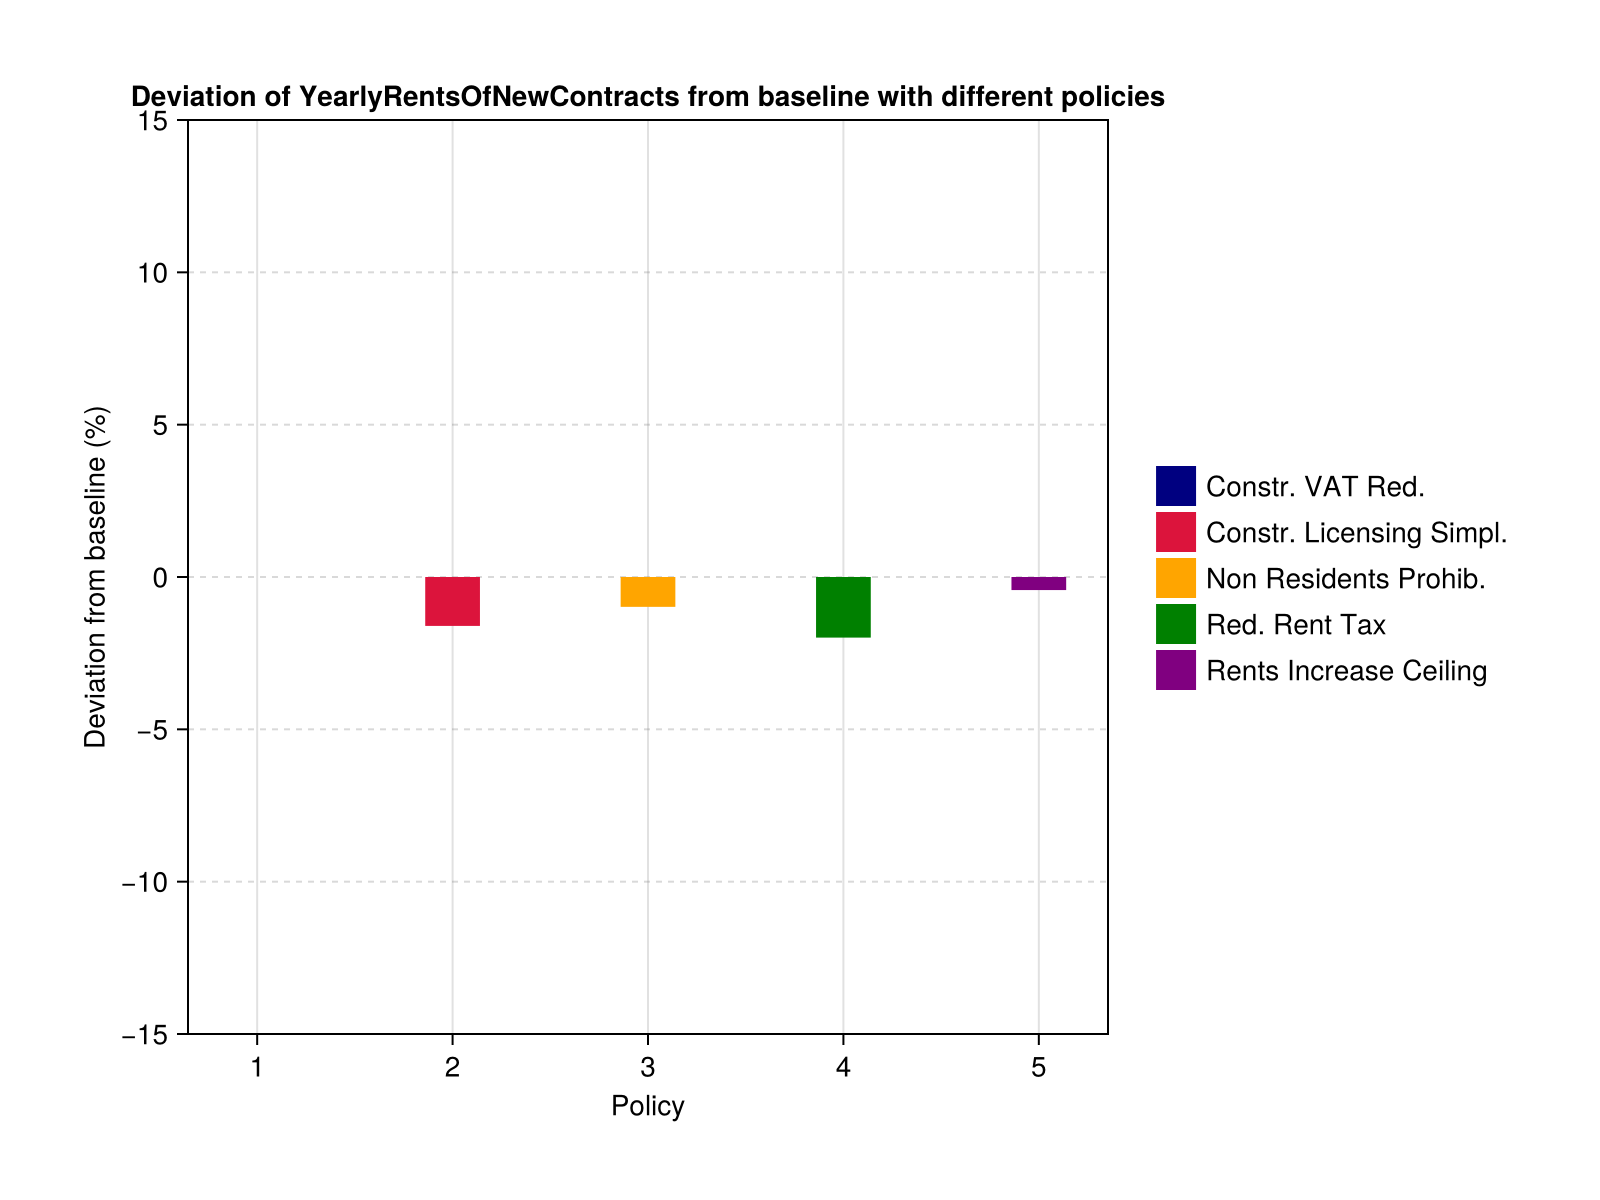 Deviation of YearlyRentsOfNewContracts from baseline with different policies
15
10
5
0
−5
−10
−15
Deviation from baseline (%)
1 2 3 4 5
Policy
Constr. VAT Red.
Constr. Licensing Simpl.
Non Residents Prohib.
Red. Rent Tax
Rents Increase Ceiling